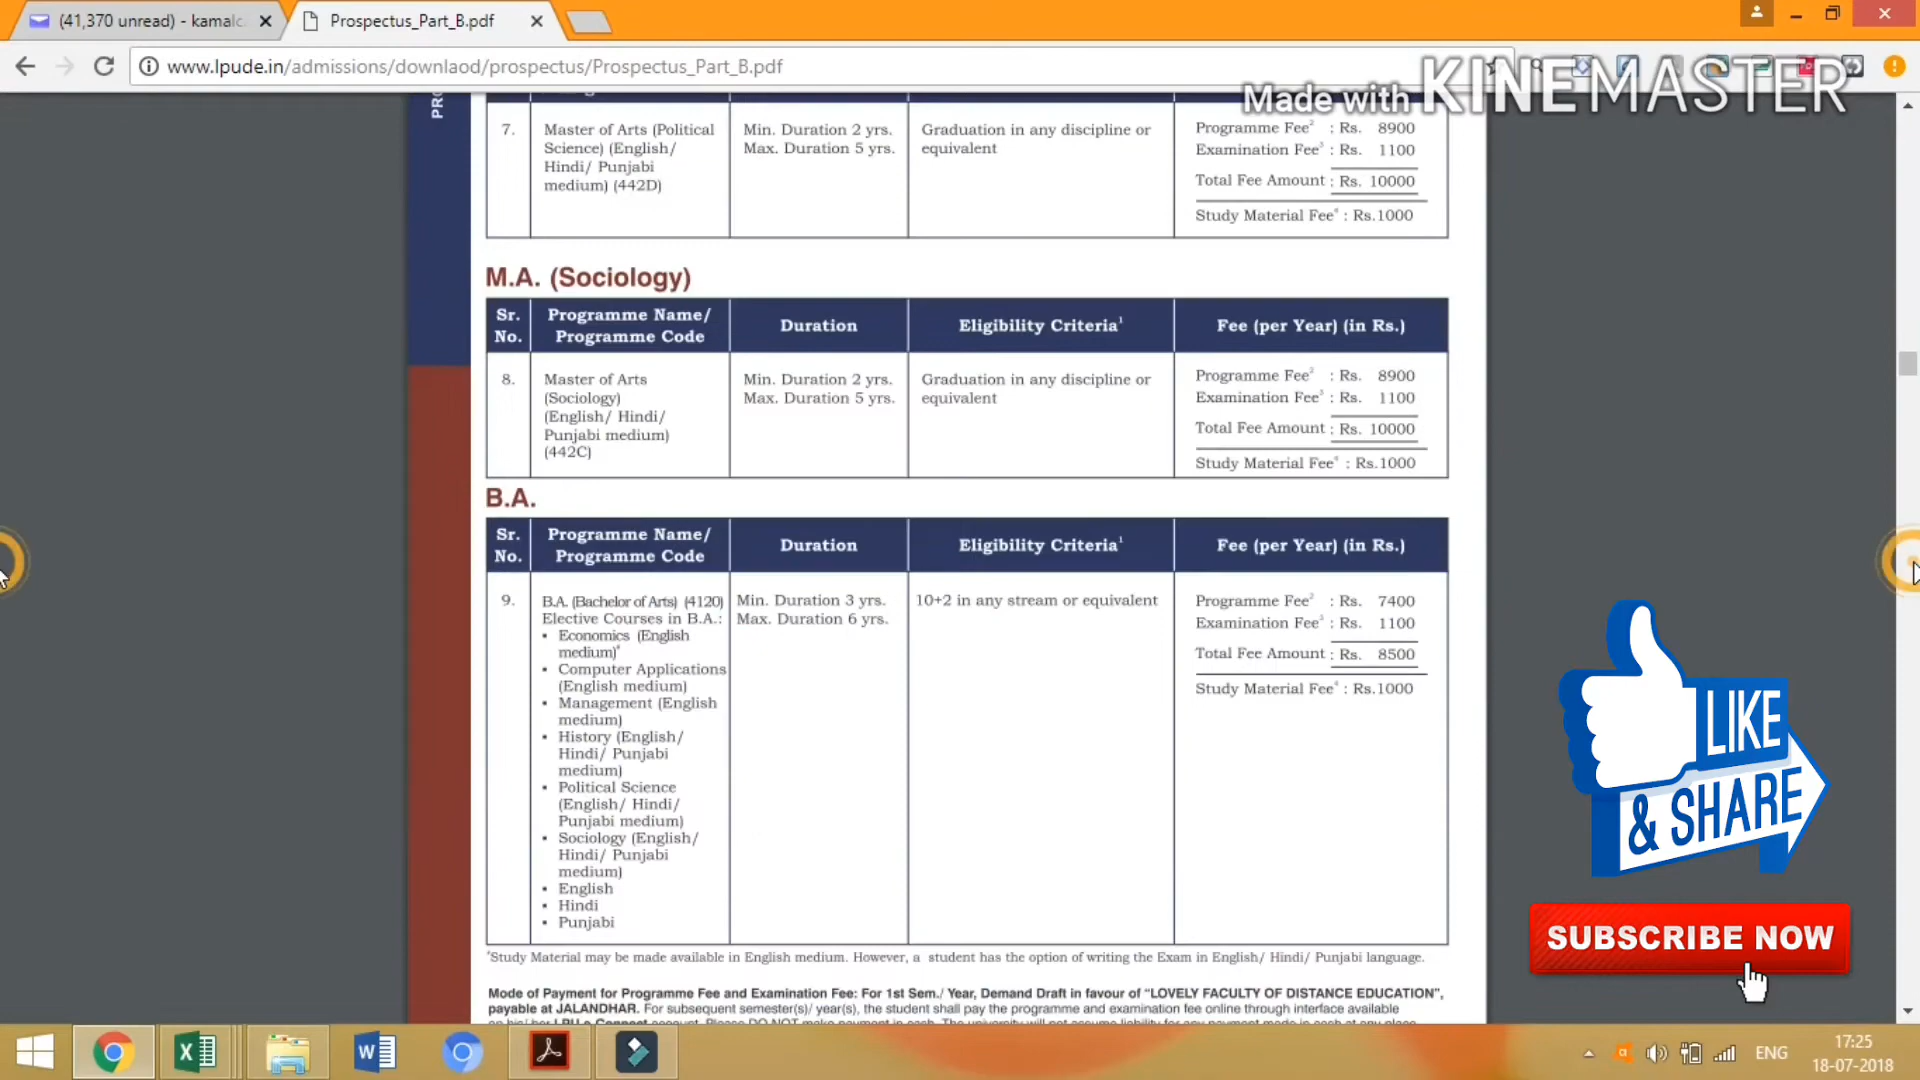 (41,370 unread) - kamalc
Prospectus_Part_B.pdf
www.lpude.in/admissions/downlaod/prospectus/Prospectus_Part_B.pdf
Made with KINEMASTER
PRO
7. Master of Arts (Political Science) (English/ Hindi/ Punjabi medium) (442D)
Min. Duration 2 yrs.
Max. Duration 5 yrs.
Graduation in any discipline or
equivalent
Programme Fee² : Rs. 8900
Examination Fee³ : Rs. 1100
Total Fee Amount : Rs. 10000
Study Material Fee⁴ : Rs.1000
M.A. (Sociology)
Sr. No.
Programme Name/ Programme Code
Duration
Eligibility Criteria¹
Fee (per Year) (in Rs.)
8.
Master of Arts
(Sociology)
(English/ Hindi/
Punjabi medium)
(442C)
Min. Duration 2 yrs.
Max. Duration 5 yrs.
Graduation in any discipline or
equivalent
Programme Fee² : Rs. 8900
Examination Fee³ : Rs. 1100
Total Fee Amount : Rs. 10000
Study Material Fee⁴ : Rs.1000
B.A.
Sr. No.
Programme Name/ Programme Code
Duration
Eligibility Criteria¹
Fee (per Year) (in Rs.)
9.
B.A. (Bachelor of Arts) (4120)
Elective Courses in B.A.:
• Economics (English
medium)*
• Computer Applications
(English medium)
• Management (English
medium)
• History (English/
Hindi/ Punjabi
medium)
• Political Science
(English/ Hindi/
Punjabi medium)
• Sociology (English/
Hindi/ Punjabi
medium)
• English
• Hindi
• Punjabi
Min. Duration 3 yrs.
Max. Duration 6 yrs.
10+2 in any stream or equivalent
Programme Fee² : Rs. 7400
Examination Fee³ : Rs. 1100
Total Fee Amount : Rs. 8500
Study Material Fee⁴ : Rs.1000
*Study Material may be made available in English medium. However, a student has the option of writing the Exam in English/ Hindi/ Punjabi language.
Mode of Payment for Programme Fee and Examination Fee: For 1st Sem./ Year, Demand Draft in favour of "LOVELY FACULTY OF DISTANCE EDUCATION",
payable at JALANDHAR. For subsequent semester(s)/ year(s), the student shall pay the programme and examination fee online through interface available
LIKE
& SHARE
SUBSCRIBE NOW
ENG
17:25
18-07-2018